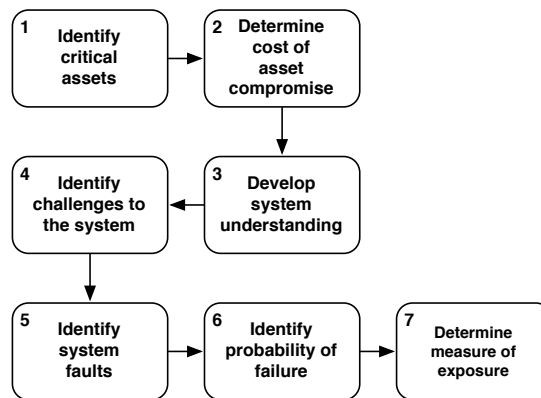 1
Identify
critical
assets
2
Determine
cost of
asset
compromise
3
Develop
system
understanding
4
Identify
challenges to
the system
5
Identify
system
faults
6
Identify
probability of
failure
7
Determine
measure of
exposure